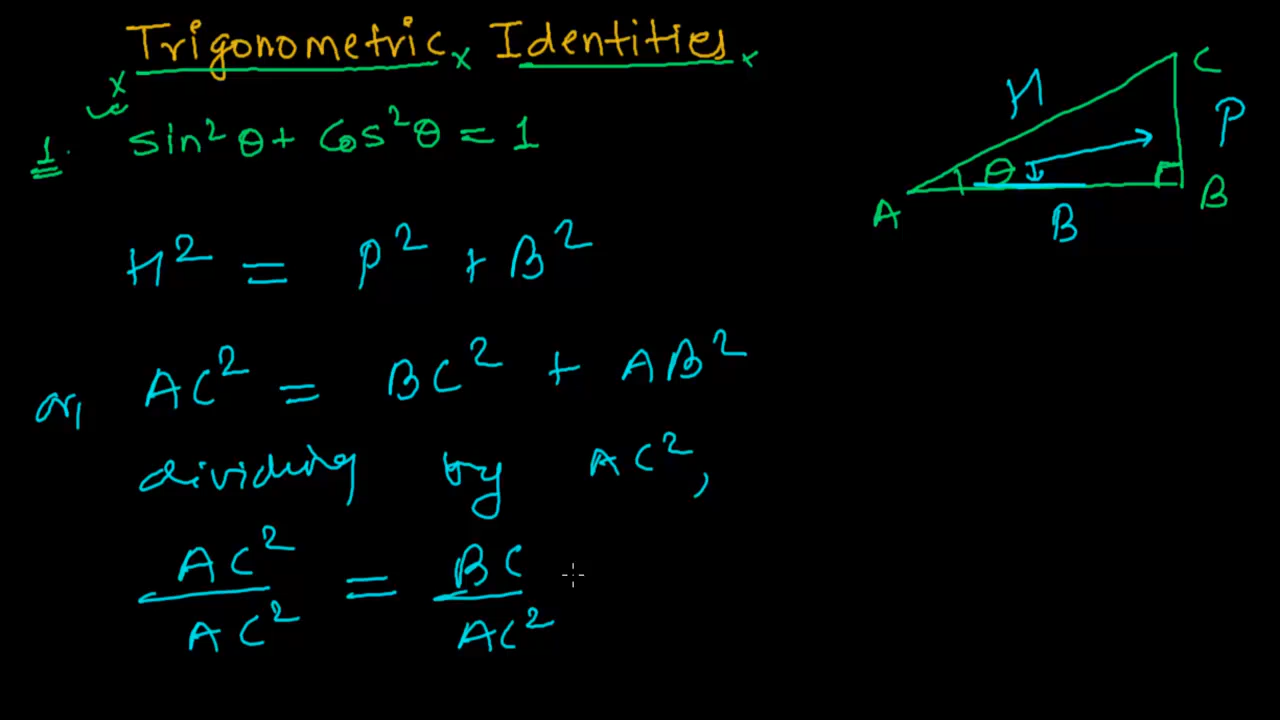 Trigonometric Identities
1. sin²θ + Cos²θ = 1
H² = P² + B²
or, AC² = BC² + AB²
dividing by AC²,
AC²/AC² = BC/AC²
C
H
P
θ
A
B
B